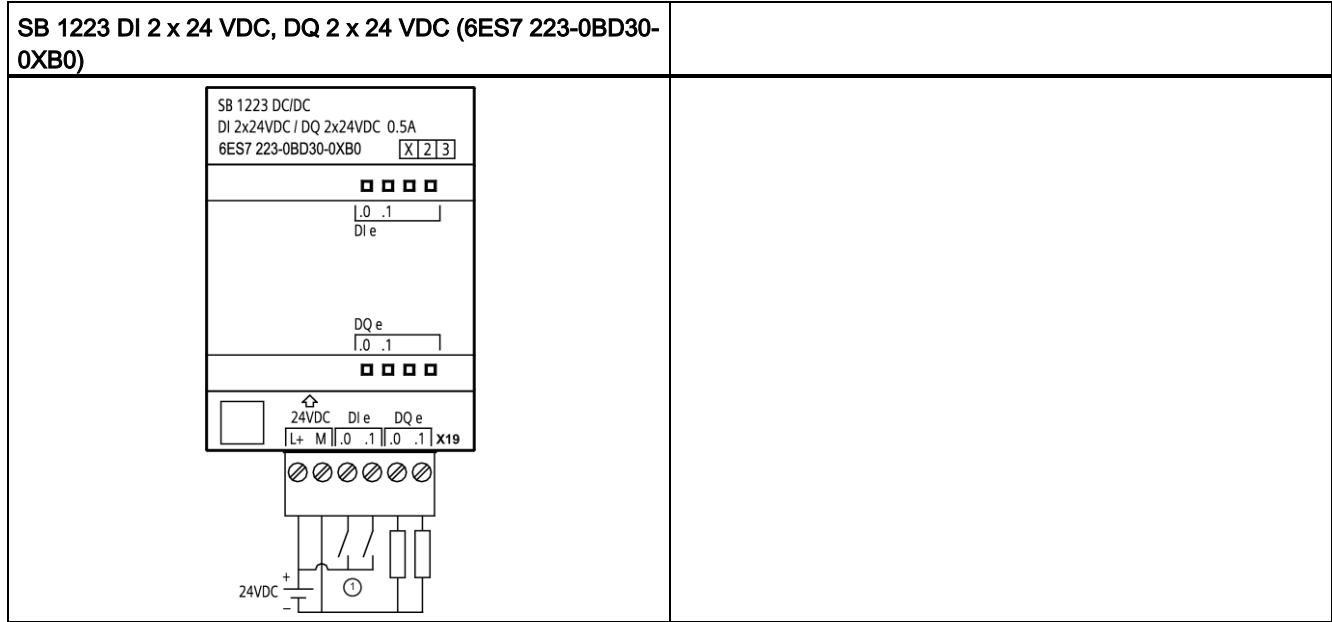 SB 1223 DI 2 x 24 VDC, DQ 2 x 24 VDC (6ES7 223-0BD30-
0XB0)
SB 1223 DC/DC
DI 2x24VDC / DQ 2x24VDC 0.5A
6ES7 223-0BD30-0XB0 X 2 3
.0 .1
DI e
DQ e
.0 .1
24VDC DI e DQ e
L+ M .0 .1 .0 .1 X19
+
24VDC ①
–